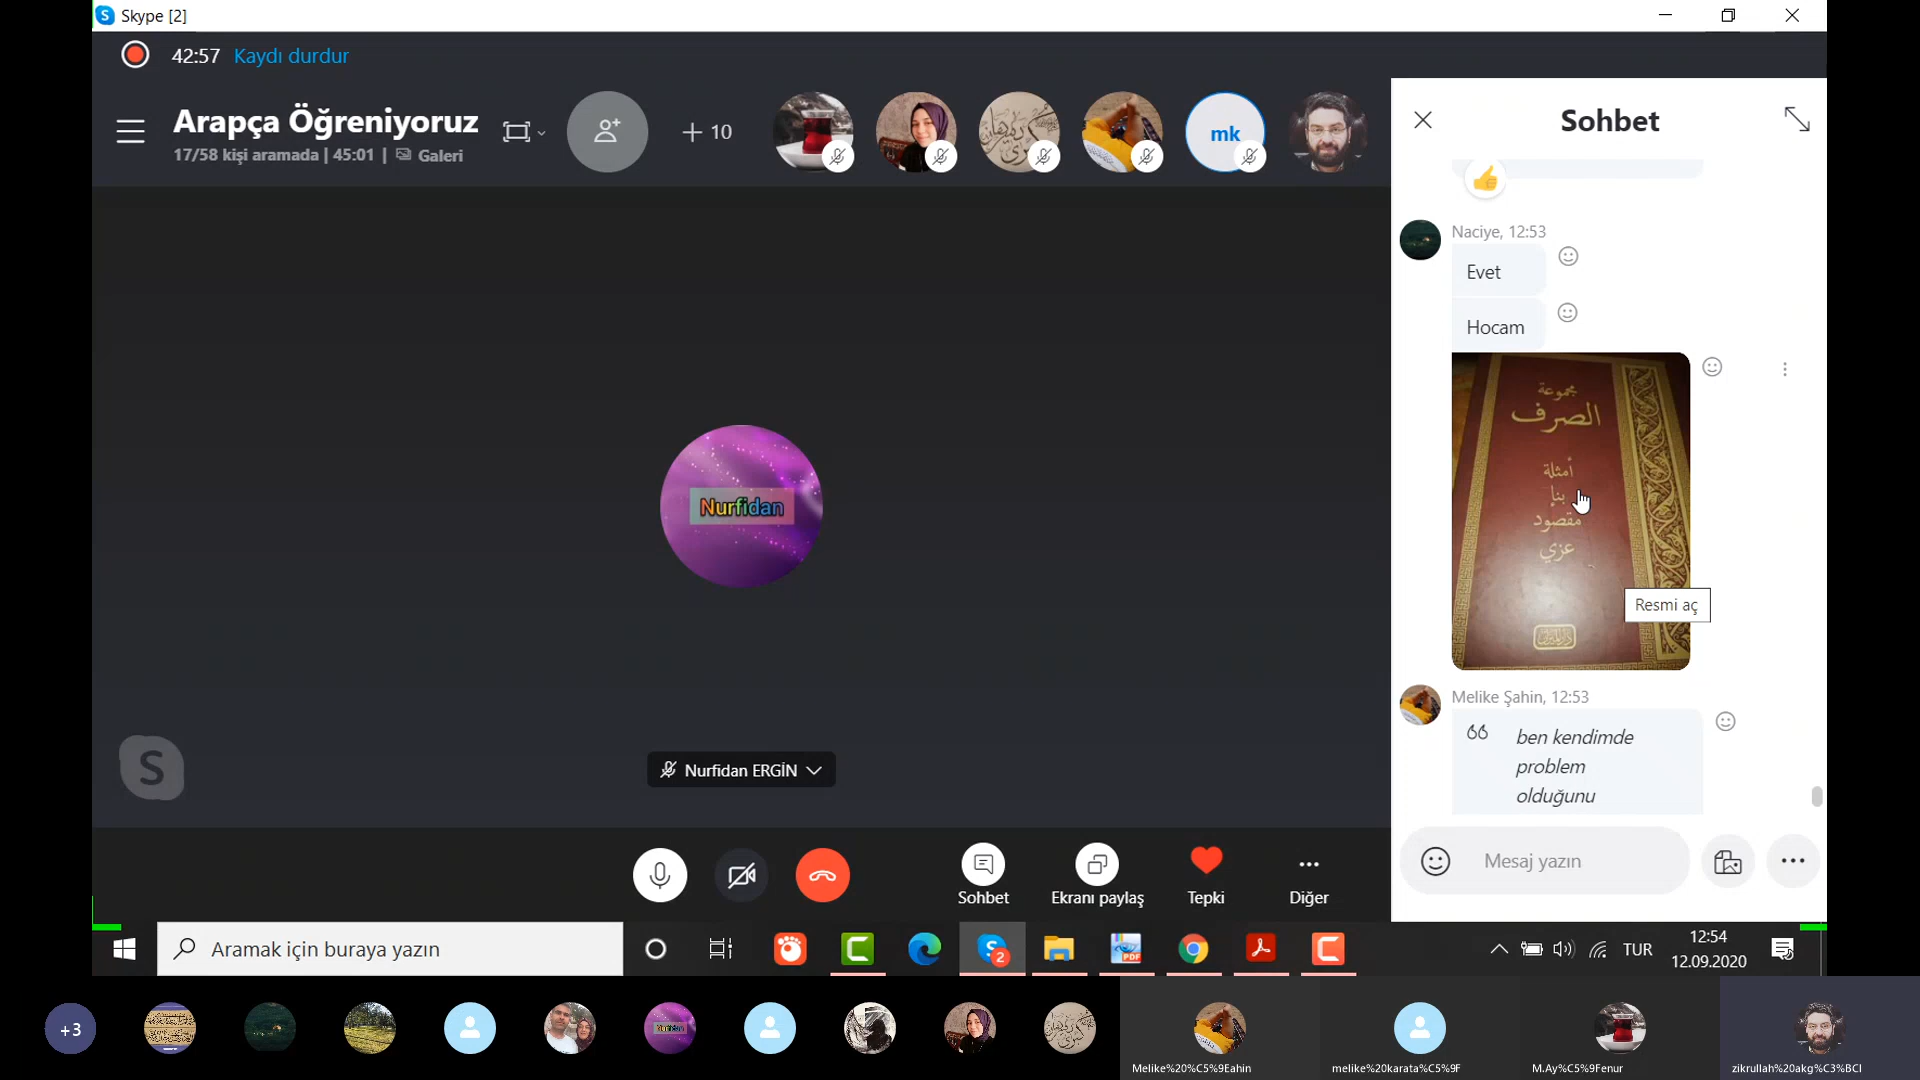 Skype [2]
42:57 Kaydı durdur
Arapça Öğreniyoruz
17/58 kişi aramada | 45:01 | Galeri
+ 10
mk
Sohbet
Naciye, 12:53
Evet
Hocam
مجموعة
الصرف
أمثلة
بنا
مقصود
عزي
Resmi aç
Melike Şahin, 12:53
ben kendimde
problem
olduğunu
Nurfidan
Nurfidan ERGİN
Mesaj yazın
Sohbet
Ekranı paylaş
Tepki
Diğer
Aramak için buraya yazın
2
PDF
TUR
12:54
12.09.2020
+3
Melike%20%C5%9Eahin
melike%20karata%C5%9F
M.Ay%C5%9Fenur
zikrullah%20akg%C3%BCl